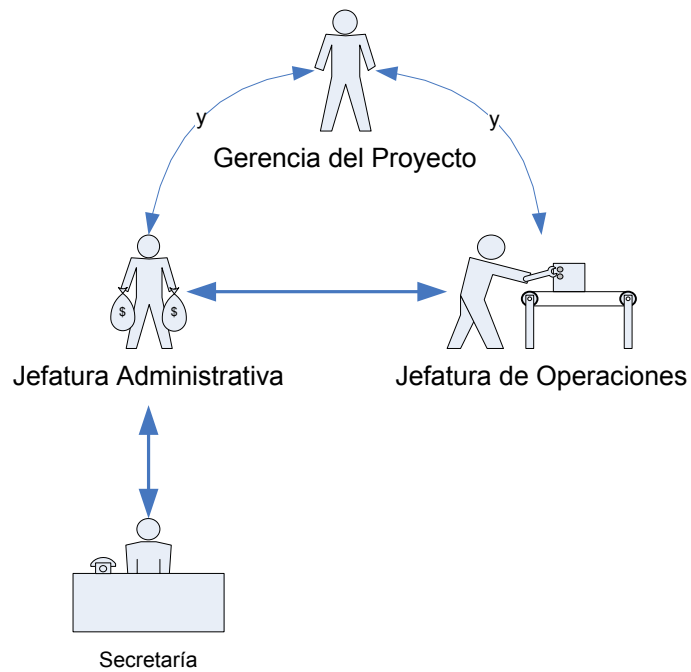 y
y
Gerencia del Proyecto
$
$
Jefatura Administrativa
Jefatura de Operaciones
Secretaría